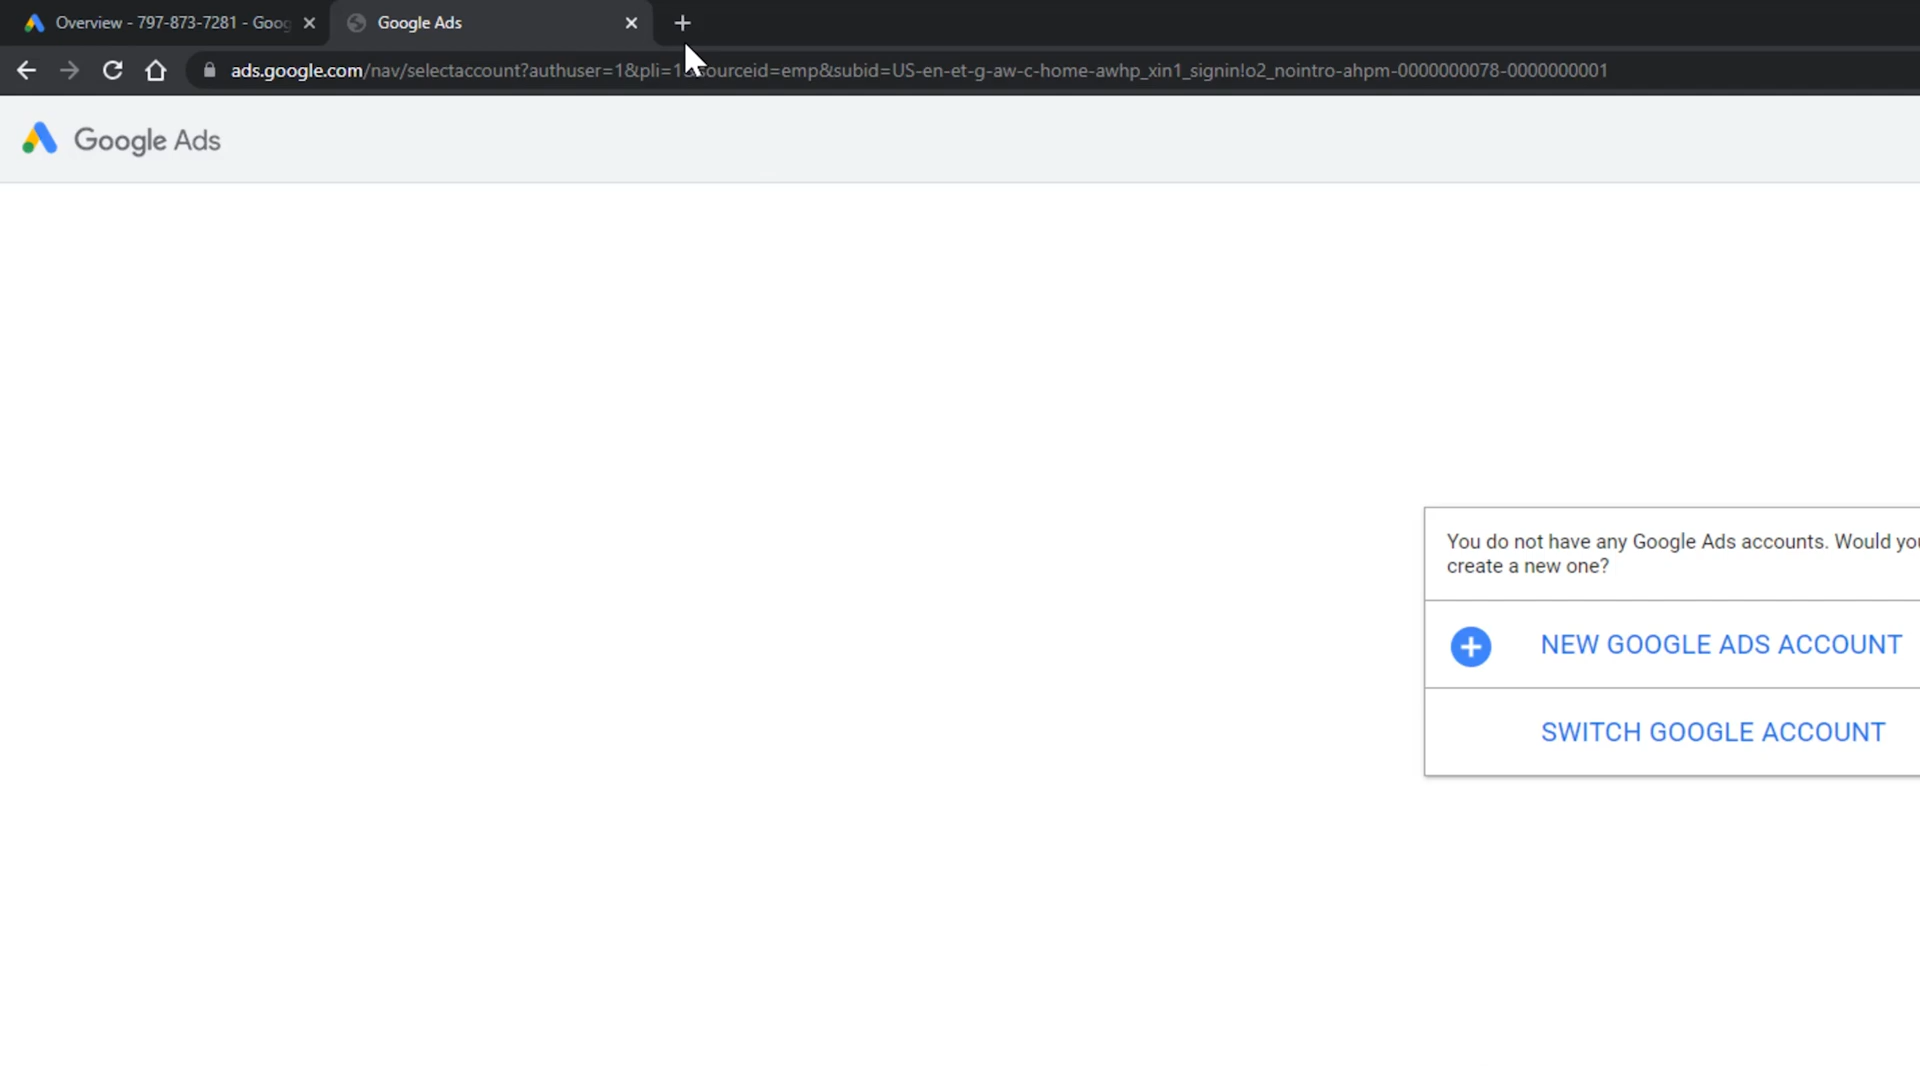 Overview - 797-873-7281 - Goog
Google Ads
ads.google.com/nav/selectaccount?authuser=1&pli=1&sourceid=emp&subid=US-en-et-g-aw-c-home-awhp_xin1_signin!o2_nointro-ahpm-0000000078-0000000001
Google Ads
You do not have any Google Ads accounts. Would you
create a new one?
NEW GOOGLE ADS ACCOUNT
SWITCH GOOGLE ACCOUNT